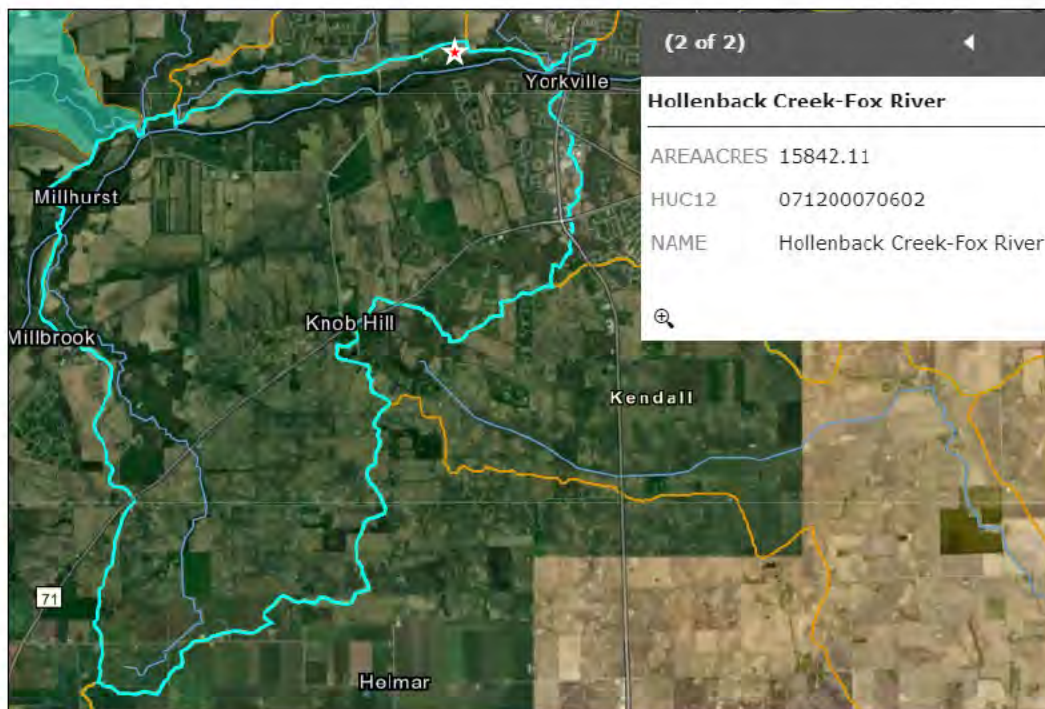 (2 of 2)
Yorkville
Hollenback Creek-Fox River
AREAACRES 15842.11
HUC12 071200070602
NAME Hollenback Creek-Fox River
Millhurst
Knob Hill
Millbrook
Kendall
71
Helmar